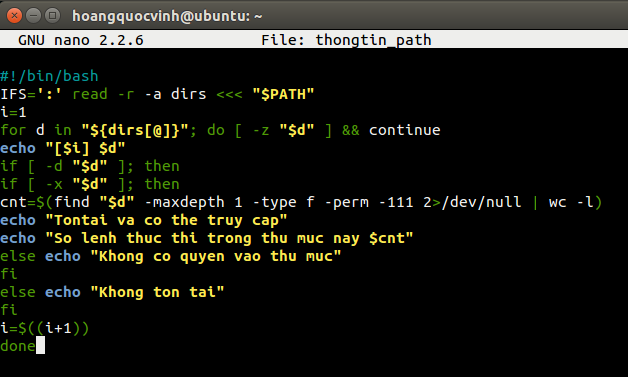 hoangquocvinh@ubuntu: ~
GNU nano 2.2.6 File: thongtin_path
#!/bin/bash
IFS=':' read -r -a dirs <<< "$PATH"
i=1
for d in "${dirs[@]}"; do [ -z "$d" ] && continue
echo "[$i] $d"
if [ -d "$d" ]; then
if [ -x "$d" ]; then
cnt=$(find "$d" -maxdepth 1 -type f -perm -111 2>/dev/null | wc -l)
echo "Tontai va co the truy cap"
echo "So lenh thuc thi trong thu muc nay $cnt"
else echo "Khong co quyen vao thu muc"
fi
else echo "Khong ton tai"
fi
i=$((i+1))
done